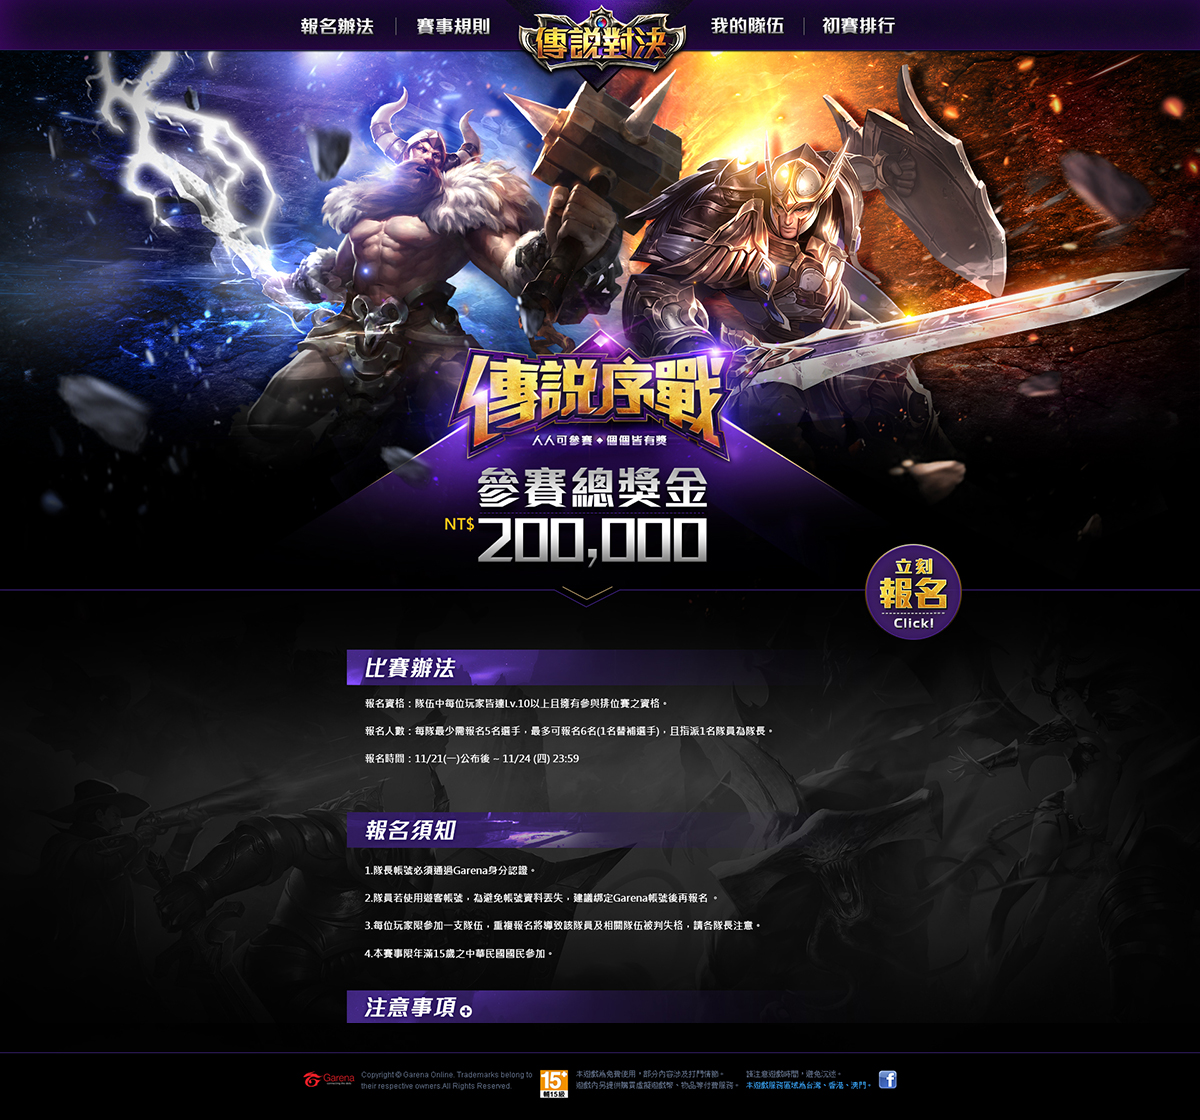 報名辦法
賽事規則
傳說對決
我的隊伍
初賽排行
傳說序戰
人人可參賽◆個個皆有獎
參賽總獎金
NT$
200,000
立刻
報名
Click!
比賽辦法
報名資格：隊伍中每位玩家皆達Lv.10以上且擁有參與排位賽之資格。
報名人數：每隊最少需報名5名選手，最多可報名6名(1名替補選手)，且指派1名隊員為隊長。
報名時間：11/21(一)公布後 ~ 11/24 (四) 23:59
報名須知
1.隊長帳號必須通過Garena身分認證。
2.隊員若使用遊客帳號，為避免帳號資料丟失，建議綁定Garena帳號後再報名 。
3.每位玩家限參加一支隊伍，重複報名將導致該隊員及相關隊伍被判失格，請各隊長注意。
4.本賽事限年滿15歲之中華民國國民參加。
注意事項
Garena
Copyright © Garena Online. Trademarks belong to
their respective owners.All Rights Reserved.
15+
輔15級
本遊戲為免費使用，部分內容涉及打鬥情節。
遊戲內另提供購買虛擬遊戲幣、物品等付費服務。
請注意遊戲時間，避免沉迷。
本遊戲服務區域為台灣、香港、澳門。
f